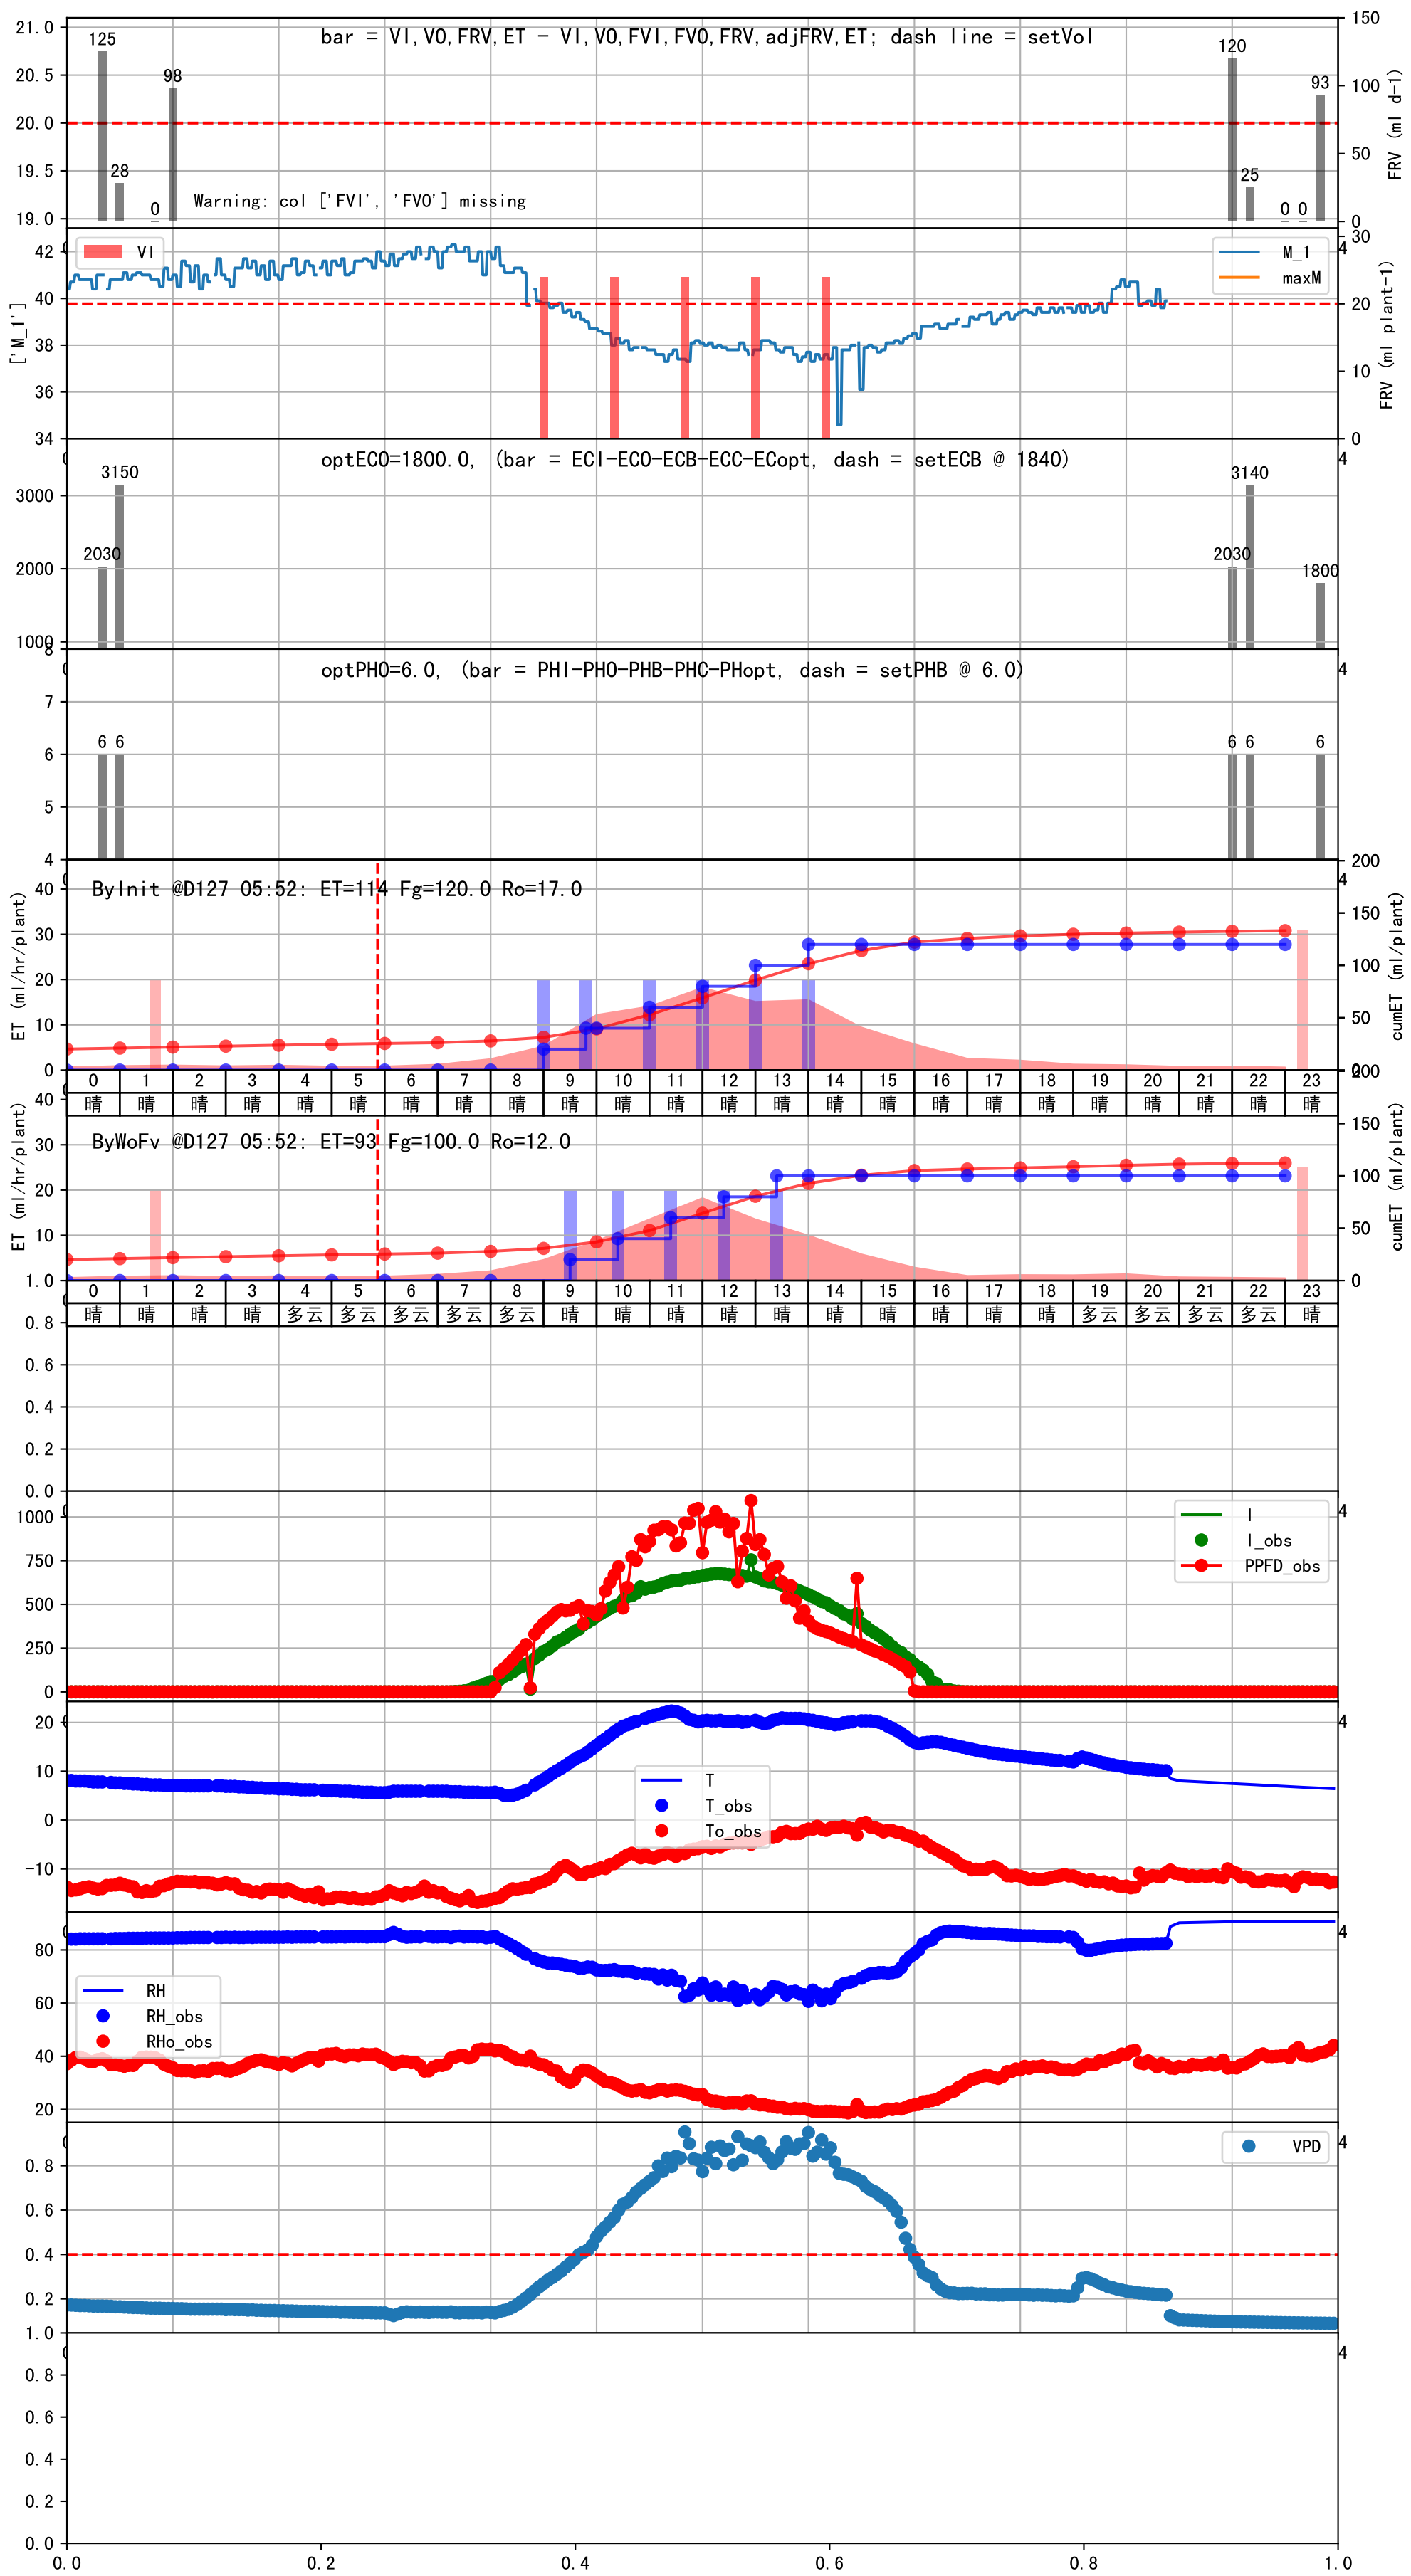 bar = VI,VO,FRV,ET - VI,VO,FVI,FVO,FRV,adjFRV,ET; dash line = setVol
21.0 20.5 20.0 19.5 19.0
125 28 0 98
Warning: col ['FVI', 'FVO'] missing
120 25 0 0 93
150 100 50 0
FRV (ml d-1)
VI
M_1
maxM
42 40 38 36 34
['M_1']
30 20 10 0
FRV (ml plant-1)
4
optECO=1800.0, (bar = ECI-ECO-ECB-ECC-ECopt, dash = setECB @ 1840)
3000 2000 1000
2030 3150
2030 3140 1800
4
optPHO=6.0, (bar = PHI-PHO-PHB-PHC-PHopt, dash = setPHB @ 6.0)
8 7 6 5 4
6 6
6 6 6
4
ByInit @D127 05:52: ET=114 Fg=120.0 Ro=17.0
40 30 20 10 0
ET (ml/hr/plant)
200 150 100 50
cumET (ml/plant)
4
0 1 2 3 4 5 6 7 8 9 10 11 12 13 14 15 16 17 18 19 20 21 22 23
晴 晴 晴 晴 晴 晴 晴 晴 晴 晴 晴 晴 晴 晴 晴 晴 晴 晴 晴 晴 晴 晴 晴 晴
ByWoFv @D127 05:52: ET=93 Fg=100.0 Ro=12.0
40 30 20 10
ET (ml/hr/plant)
150 100 50 0
cumET (ml/plant)
0 1 2 3 4 5 6 7 8 9 10 11 12 13 14 15 16 17 18 19 20 21 22 23
晴 晴 晴 晴 多云 多云 多云 多云 多云 晴 晴 晴 晴 晴 晴 晴 晴 晴 晴 多云 多云 多云 多云 晴
1.0 0.8 0.6 0.4 0.2 0.0
1000 750 500 250 0
I
I_obs
PPFD_obs
4
20 10 0 -10
T
T_obs
To_obs
4
80 60 40 20
RH
RH_obs
RHo_obs
4
0.8 0.6 0.4 0.2
VPD
4
1.0 0.8 0.6 0.4 0.2 0.0
4
0.0 0.2 0.4 0.6 0.8 1.0